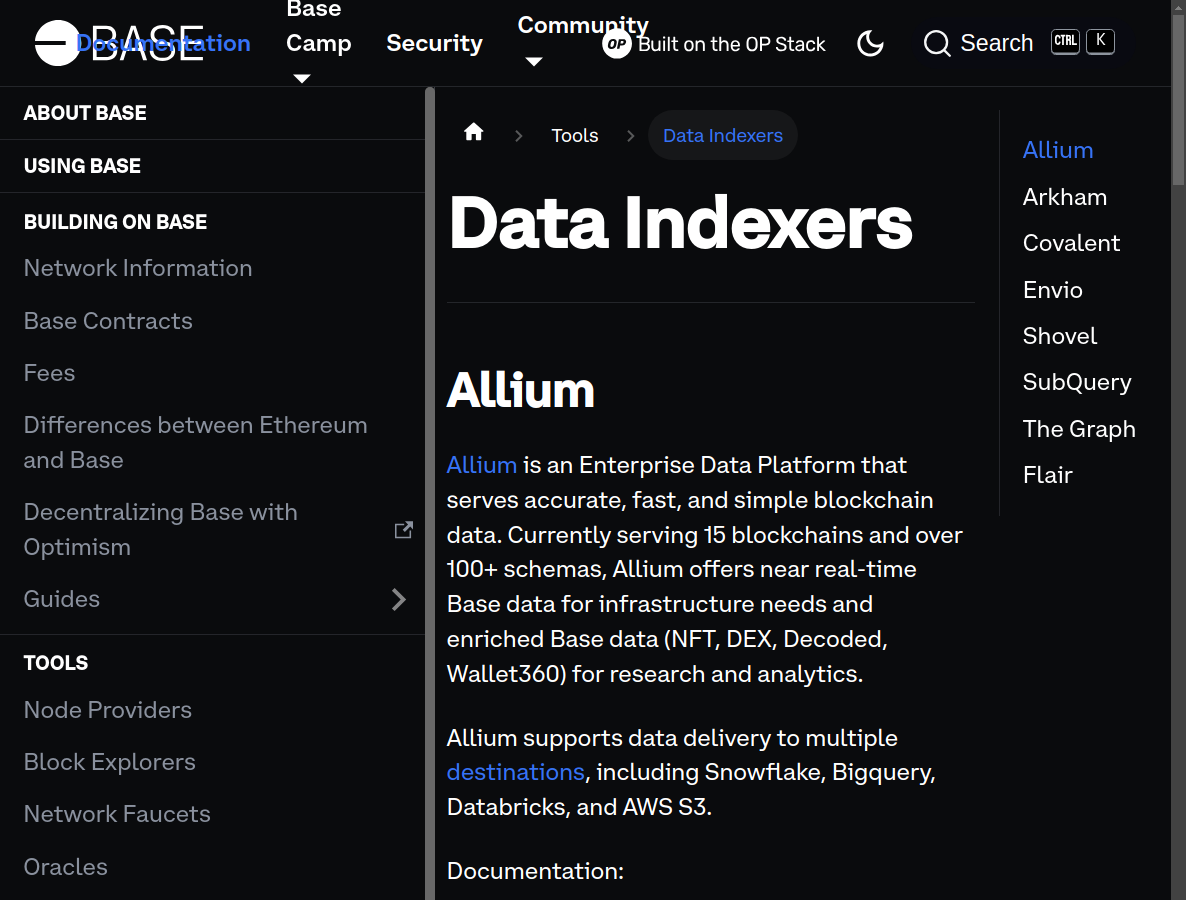 BASE
Documentation
Base
Camp
Security
Community
OP Built on the OP Stack
Search CTRL K
ABOUT BASE
USING BASE
BUILDING ON BASE
Network Information
Base Contracts
Fees
Differences between Ethereum
and Base
Decentralizing Base with
Optimism
Guides
TOOLS
Node Providers
Block Explorers
Network Faucets
Oracles
Tools
Data Indexers
Data Indexers
Allium
Allium is an Enterprise Data Platform that
serves accurate, fast, and simple blockchain
data. Currently serving 15 blockchains and over
100+ schemas, Allium offers near real-time
Base data for infrastructure needs and
enriched Base data (NFT, DEX, Decoded,
Wallet360) for research and analytics.
Allium supports data delivery to multiple
destinations, including Snowflake, Bigquery,
Databricks, and AWS S3.
Documentation:
Allium
Arkham
Covalent
Envio
Shovel
SubQuery
The Graph
Flair